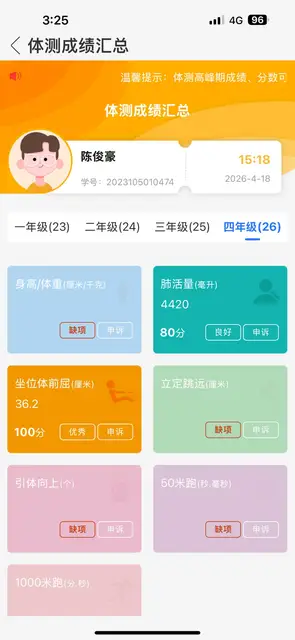 3:25
4G 96
体测成绩汇总
温馨提示：体测高峰期成绩、分数可
体测成绩汇总
陈俊豪
15:18
学号：2023105010474
2026-4-18
一年级(23) 二年级(24) 三年级(25) 四年级(26)
身高/体重(厘米/千克)
缺项 申诉
肺活量(毫升)
4420
80分 良好 申诉
坐位体前屈(厘米)
36.2
100分 优秀 申诉
立定跳远(厘米)
缺项 申诉
引体向上(个)
缺项 申诉
50米跑(秒.毫秒)
缺项 申诉
1000米跑(分.秒)